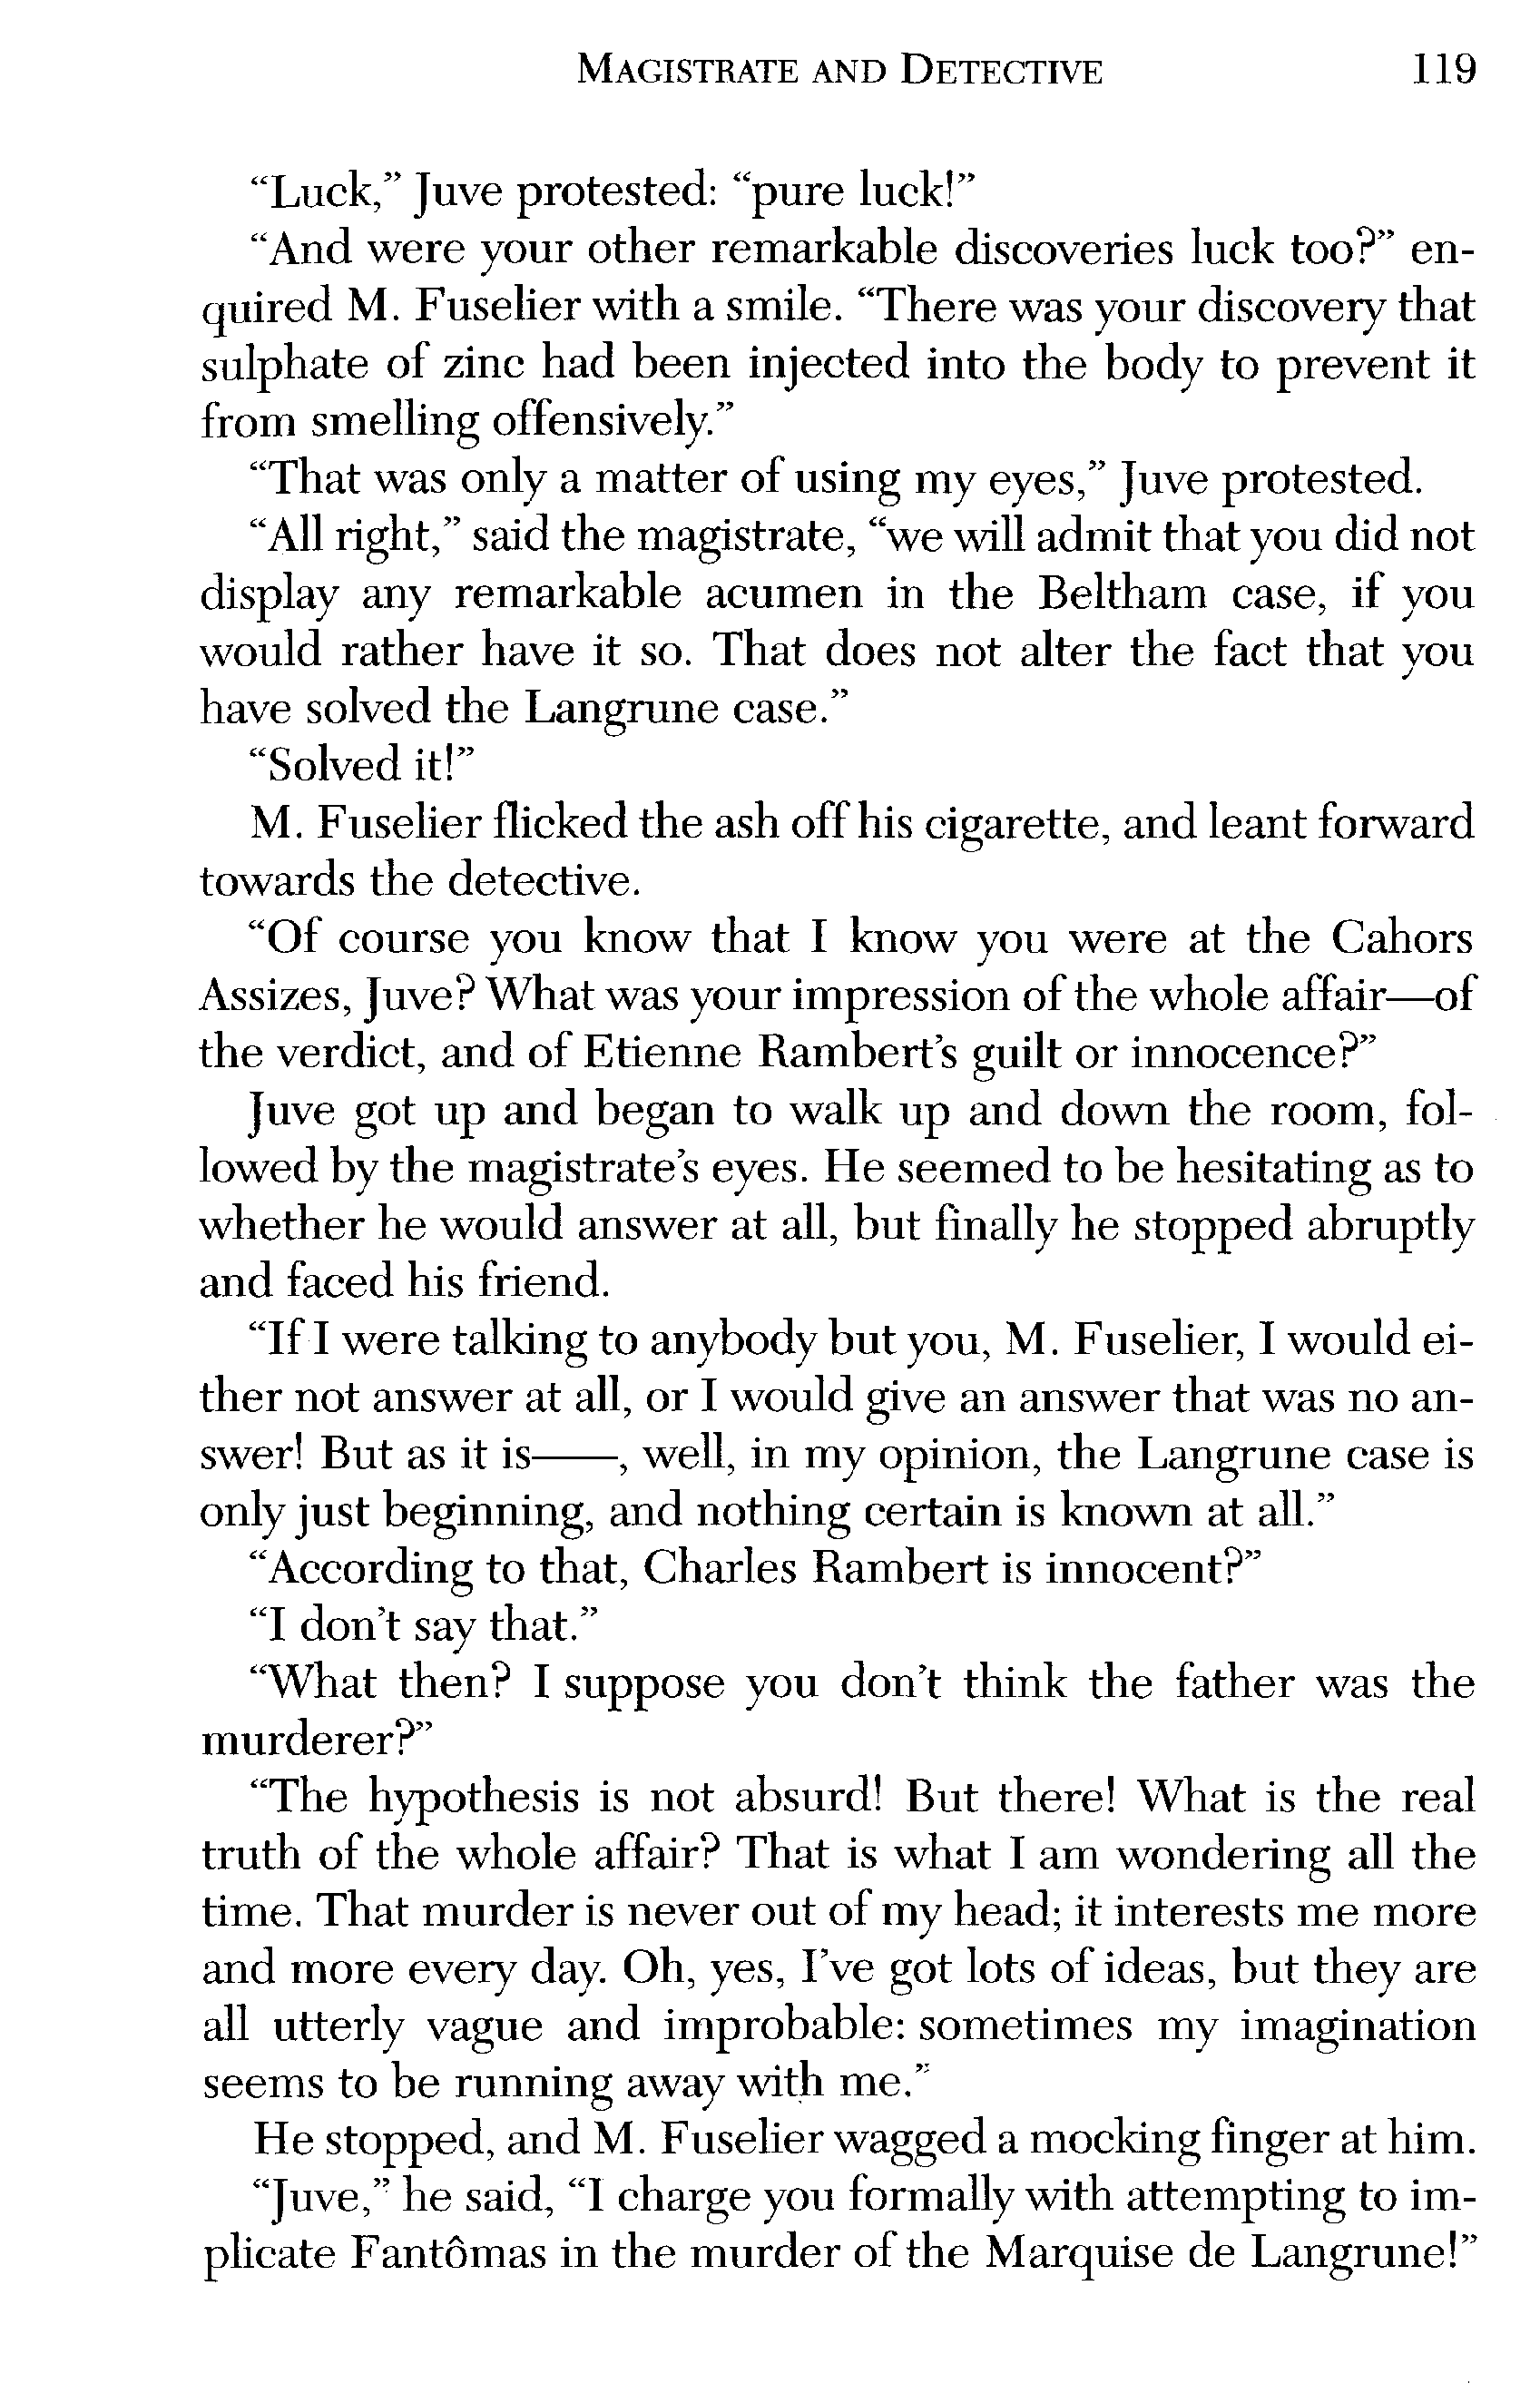 MAGISTRATE AND DETECTIVE 119
“Luck,” Juve protested: “pure luck!”
“And were your other remarkable discoveries luck too?” en-
quired M. Fuselier with a smile. “There was your discovery that
sulphate of zinc had been injected into the body to prevent it
from smelling offensively.”
“That was only a matter of using my eyes,” Juve protested.
“All right,” said the magistrate, “we will admit that you did not
display any remarkable acumen in the Beltham case, if you
would rather have it so. That does not alter the fact that you
have solved the Langrune case.”
“Solved it!”
M. Fuselier flicked the ash off his cigarette, and leant forward
towards the detective.
“Of course you know that I know you were at the Cahors
Assizes, Juve? What was your impression of the whole affair—of
the verdict, and of Etienne Rambert’s guilt or innocence?”
Juve got up and began to walk up and down the room, fol-
lowed by the magistrate’s eyes. He seemed to be hesitating as to
whether he would answer at all, but finally he stopped abruptly
and faced his friend.
“If I were talking to anybody but you, M. Fuselier, I would ei-
ther not answer at all, or I would give an answer that was no an-
swer! But as it is——, well, in my opinion, the Langrune case is
only just beginning, and nothing certain is known at all.”
“According to that, Charles Rambert is innocent?”
“I don’t say that.”
“What then? I suppose you don’t think the father was the
murderer?”
“The hypothesis is not absurd! But there! What is the real
truth of the whole affair? That is what I am wondering all the
time. That murder is never out of my head; it interests me more
and more every day. Oh, yes, I’ve got lots of ideas, but they are
all utterly vague and improbable: sometimes my imagination
seems to be running away with me.”
He stopped, and M. Fuselier wagged a mocking finger at him.
“Juve,” he said, “I charge you formally with attempting to im-
plicate Fantômas in the murder of the Marquise de Langrune!”